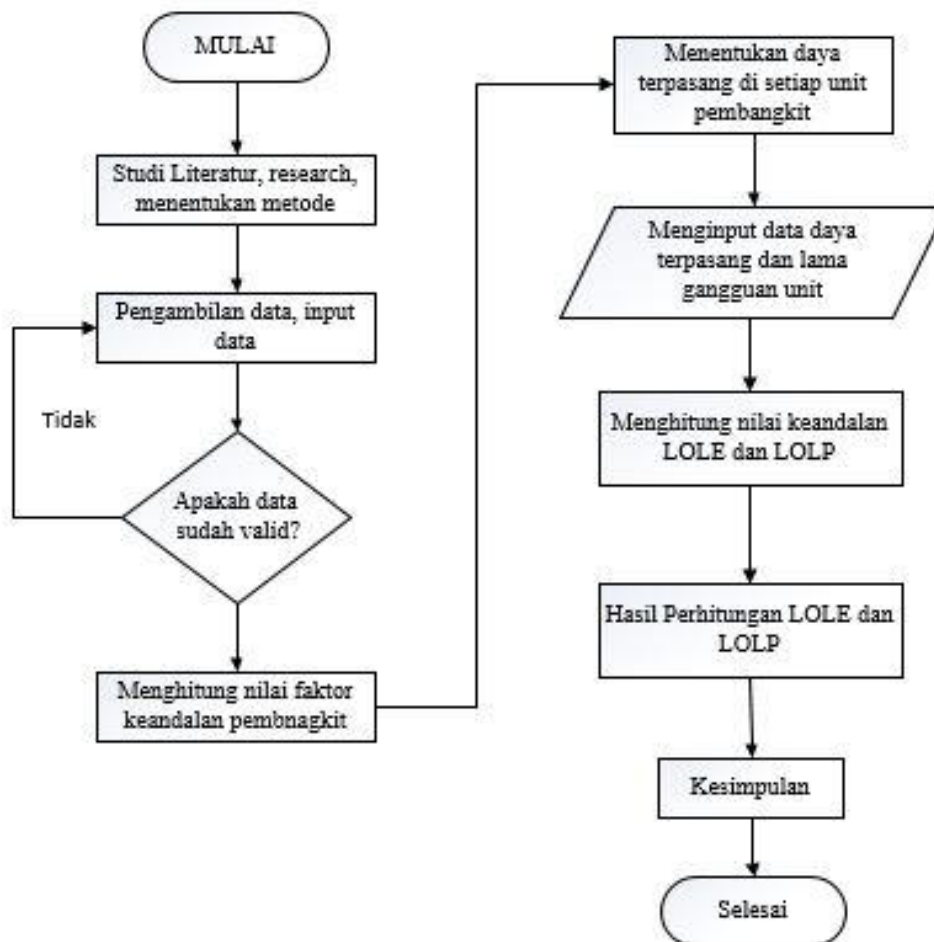 MULAI
Studi Literatur, research,
menentukan metode
Pengambilan data, input
data
Tidak
Apakah data
sudah valid?
Menghitung nilai faktor
keandalan pembnagkit
Menentukan daya
terpasang di setiap unit
pembangkit
Menginput data daya
terpasang dan lama
gangguan unit
Menghitung nilai keandalan
LOLE dan LOLP
Hasil Perhitungan LOLE dan
LOLP
Kesimpulan
Selesai